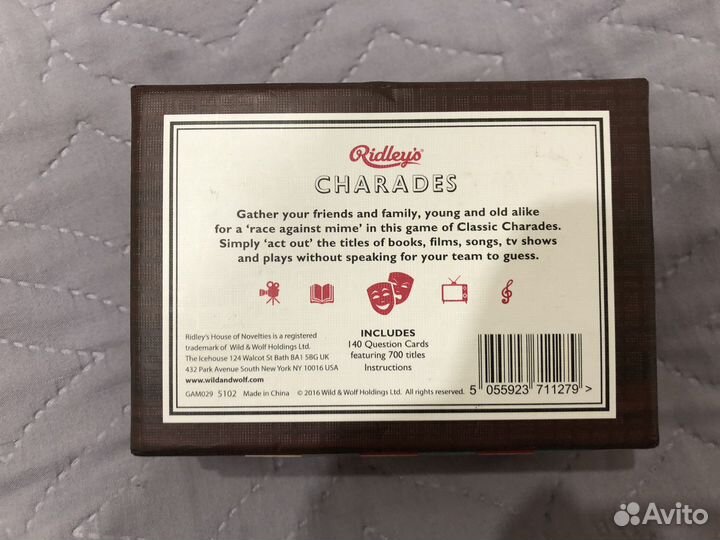 Ridley's
CHARADES
Gather your friends and family, young and old alike
for a 'race against mime' in this game of Classic Charades.
Simply 'act out' the titles of books, films, songs, tv shows
and plays without speaking for your team to guess.
INCLUDES
140 Question Cards
featuring 700 titles
Instructions
Ridley's House of Novelties is a registered
trademark of Wild & Wolf Holdings Ltd.
The Icehouse 124 Walcot St Bath BA1 5BG UK
432 Park Avenue South New York NY 10016 USA
www.wildandwolf.com
GAM029 5102 Made in China © 2016 Wild & Wolf Holdings Ltd. All rights reserved.
5 055923 711279 >
Avito